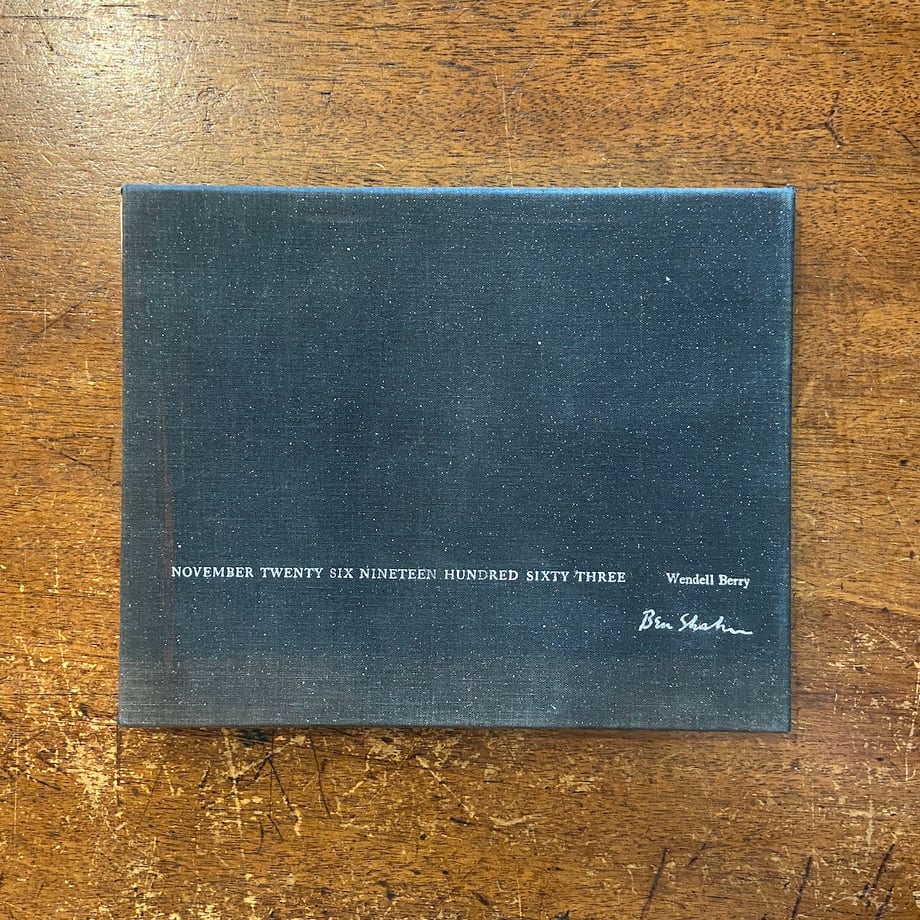 NOVEMBER TWENTY SIX NINETEEN HUNDRED SIXTY THREE Wendell Berry
Ben Shahn